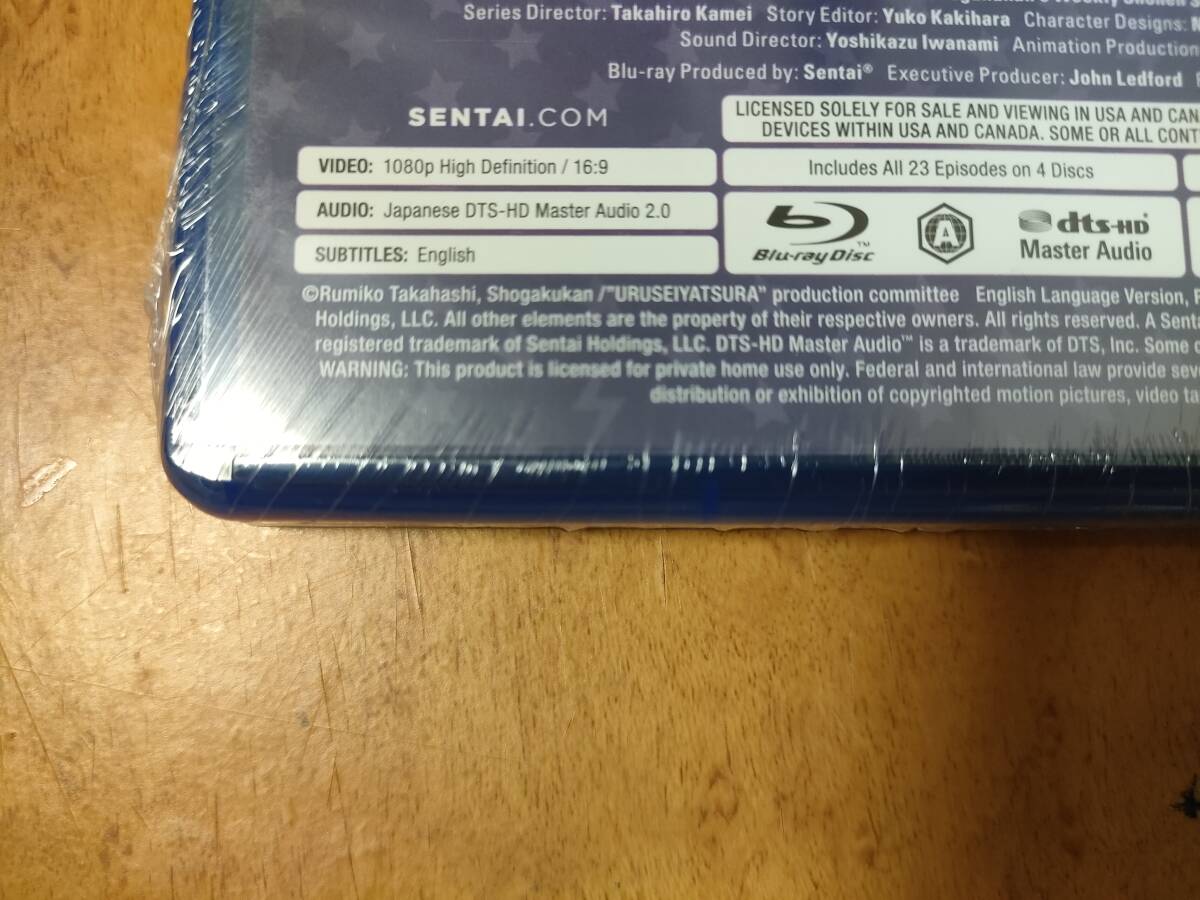 Series Director: Takahiro Kamei Story Editor: Yuko Kakihara Character Designs:
Sound Director: Yoshikazu Iwanami Animation Production
Blu-ray Produced by: Sentai® Executive Producer: John Ledford
SENTAI.COM
LICENSED SOLELY FOR SALE AND VIEWING IN USA AND
DEVICES WITHIN USA AND CANADA. SOME OR ALL
VIDEO: 1080p High Definition / 16:9
Includes All 23 Episodes on 4 Discs
AUDIO: Japanese DTS-HD Master Audio 2.0
SUBTITLES: English
Blu-ray Disc™
A
dts-HD
Master Audio
©Rumiko Takahashi, Shogakukan /"URUSEIYATSURA" production committee English Language Version,
Holdings, LLC. All other elements are the property of their respective owners. All rights reserved. A
registered trademark of Sentai Holdings, LLC. DTS-HD Master Audio™ is a trademark of DTS, Inc. Some
WARNING: This product is licensed for private home use only. Federal and international law provide
distribution or exhibition of copyrighted motion pictures, video